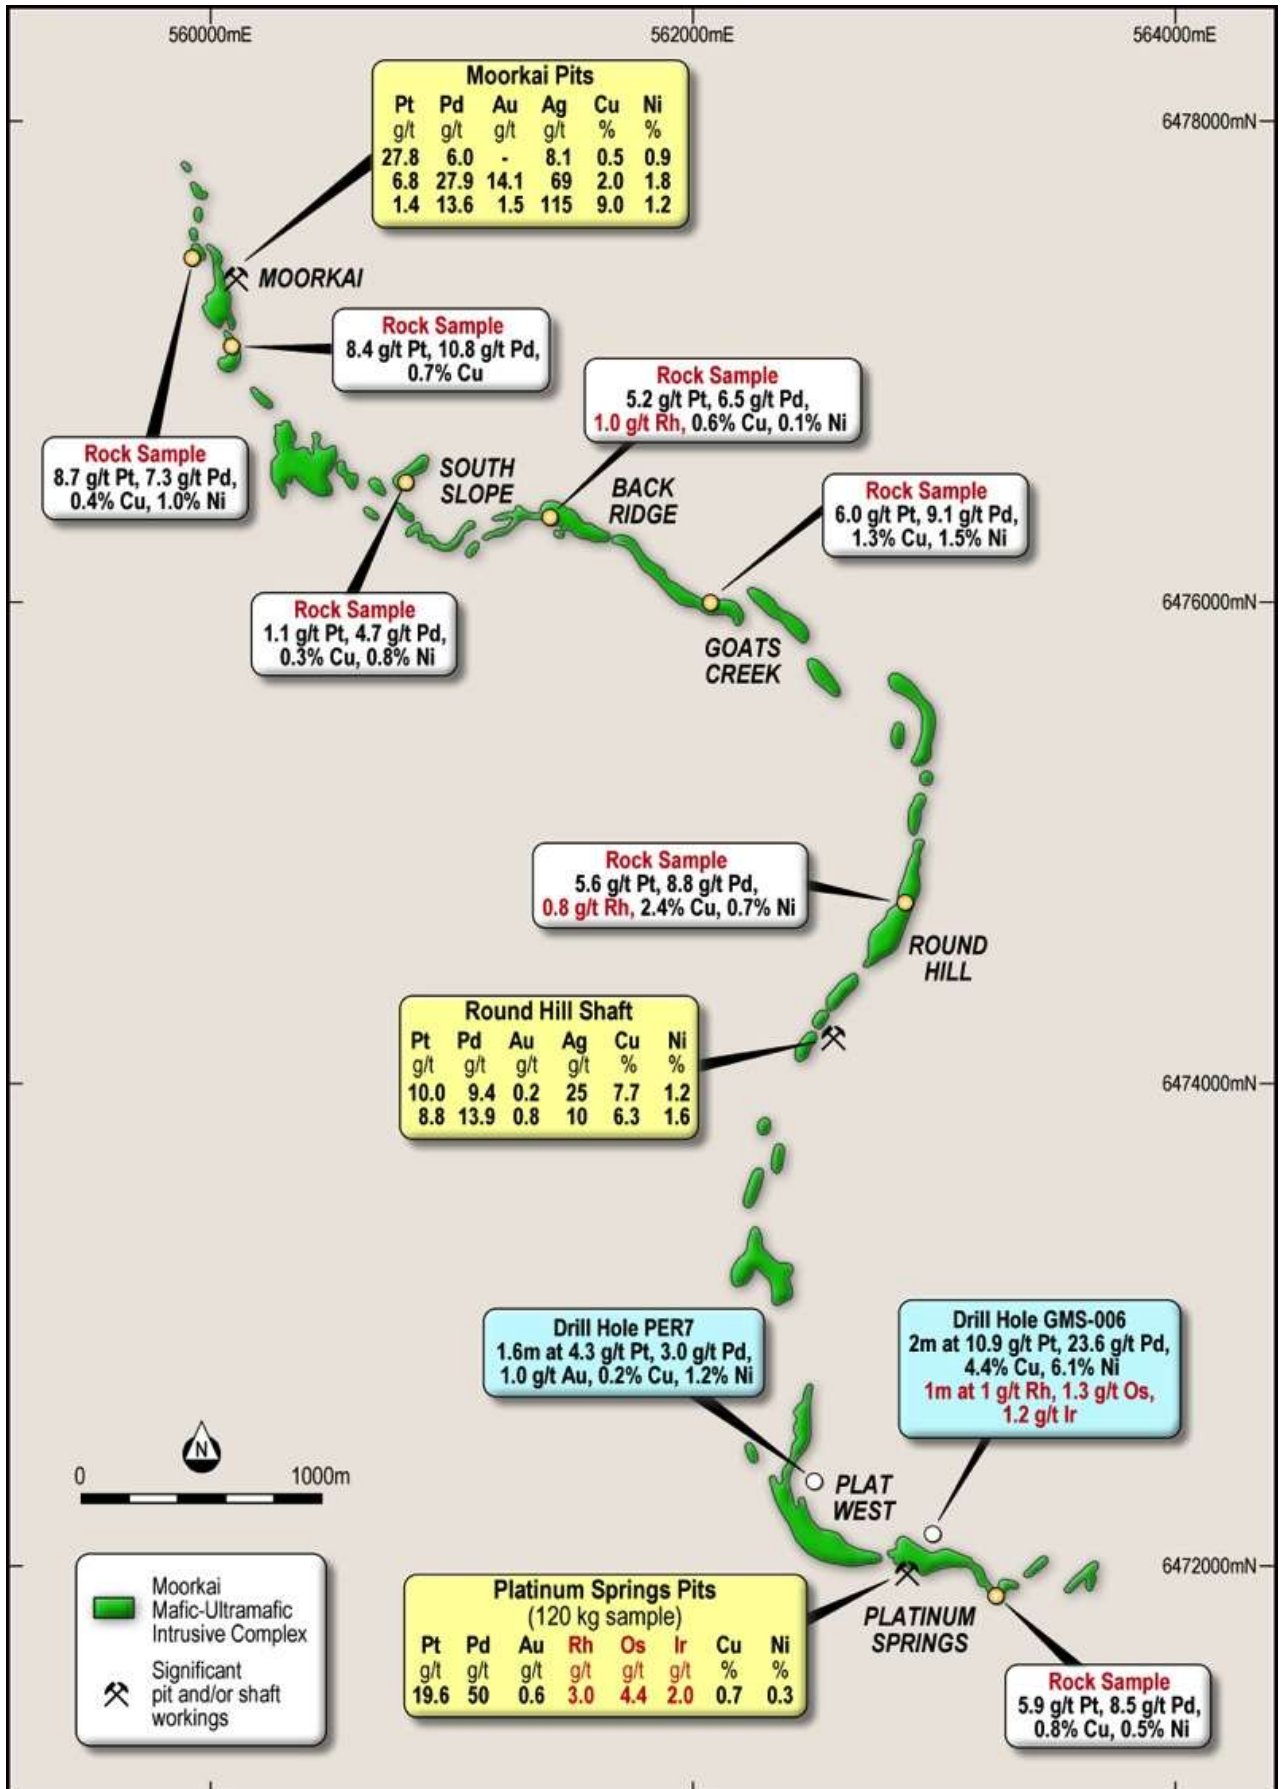 560000mE 562000mE 564000mE
Moorkai Pits
Pt Pd Au Ag Cu Ni
g/t g/t g/t g/t % %
27.8 6.0 - 8.1 0.5 0.9
6.8 27.9 14.1 69 2.0 1.8
1.4 13.6 1.5 115 9.0 1.2
6478000mN
MOORKAI
Rock Sample
8.4 g/t Pt, 10.8 g/t Pd,
0.7% Cu
Rock Sample
5.2 g/t Pt, 6.5 g/t Pd,
1.0 g/t Rh, 0.6% Cu, 0.1% Ni
Rock Sample
8.7 g/t Pt, 7.3 g/t Pd,
0.4% Cu, 1.0% Ni
SOUTH
SLOPE
BACK
RIDGE
Rock Sample
6.0 g/t Pt, 9.1 g/t Pd,
1.3% Cu, 1.5% Ni
Rock Sample
1.1 g/t Pt, 4.7 g/t Pd,
0.3% Cu, 0.8% Ni
6476000mN
GOATS
CREEK
Rock Sample
5.6 g/t Pt, 8.8 g/t Pd,
0.8 g/t Rh, 2.4% Cu, 0.7% Ni
ROUND
HILL
Round Hill Shaft
Pt Pd Au Ag Cu Ni
g/t g/t g/t g/t % %
10.0 9.4 0.2 25 7.7 1.2
8.8 13.9 0.8 10 6.3 1.6
6474000mN
Drill Hole PER7
1.6m at 4.3 g/t Pt, 3.0 g/t Pd,
1.0 g/t Au, 0.2% Cu, 1.2% Ni
Drill Hole GMS-006
2m at 10.9 g/t Pt, 23.6 g/t Pd,
4.4% Cu, 6.1% Ni
1m at 1 g/t Rh, 1.3 g/t Os,
1.2 g/t Ir
N
0 1000m
PLAT
WEST
6472000mN
Moorkai
Mafic-Ultramafic
Intrusive Complex
Significant
pit and/or shaft
workings
Platinum Springs Pits
(120 kg sample)
Pt Pd Au Rh Os Ir Cu Ni
g/t g/t g/t g/t g/t g/t % %
19.6 50 0.6 3.0 4.4 2.0 0.7 0.3
PLATINUM
SPRINGS
Rock Sample
5.9 g/t Pt, 8.5 g/t Pd,
0.8% Cu, 0.5% Ni